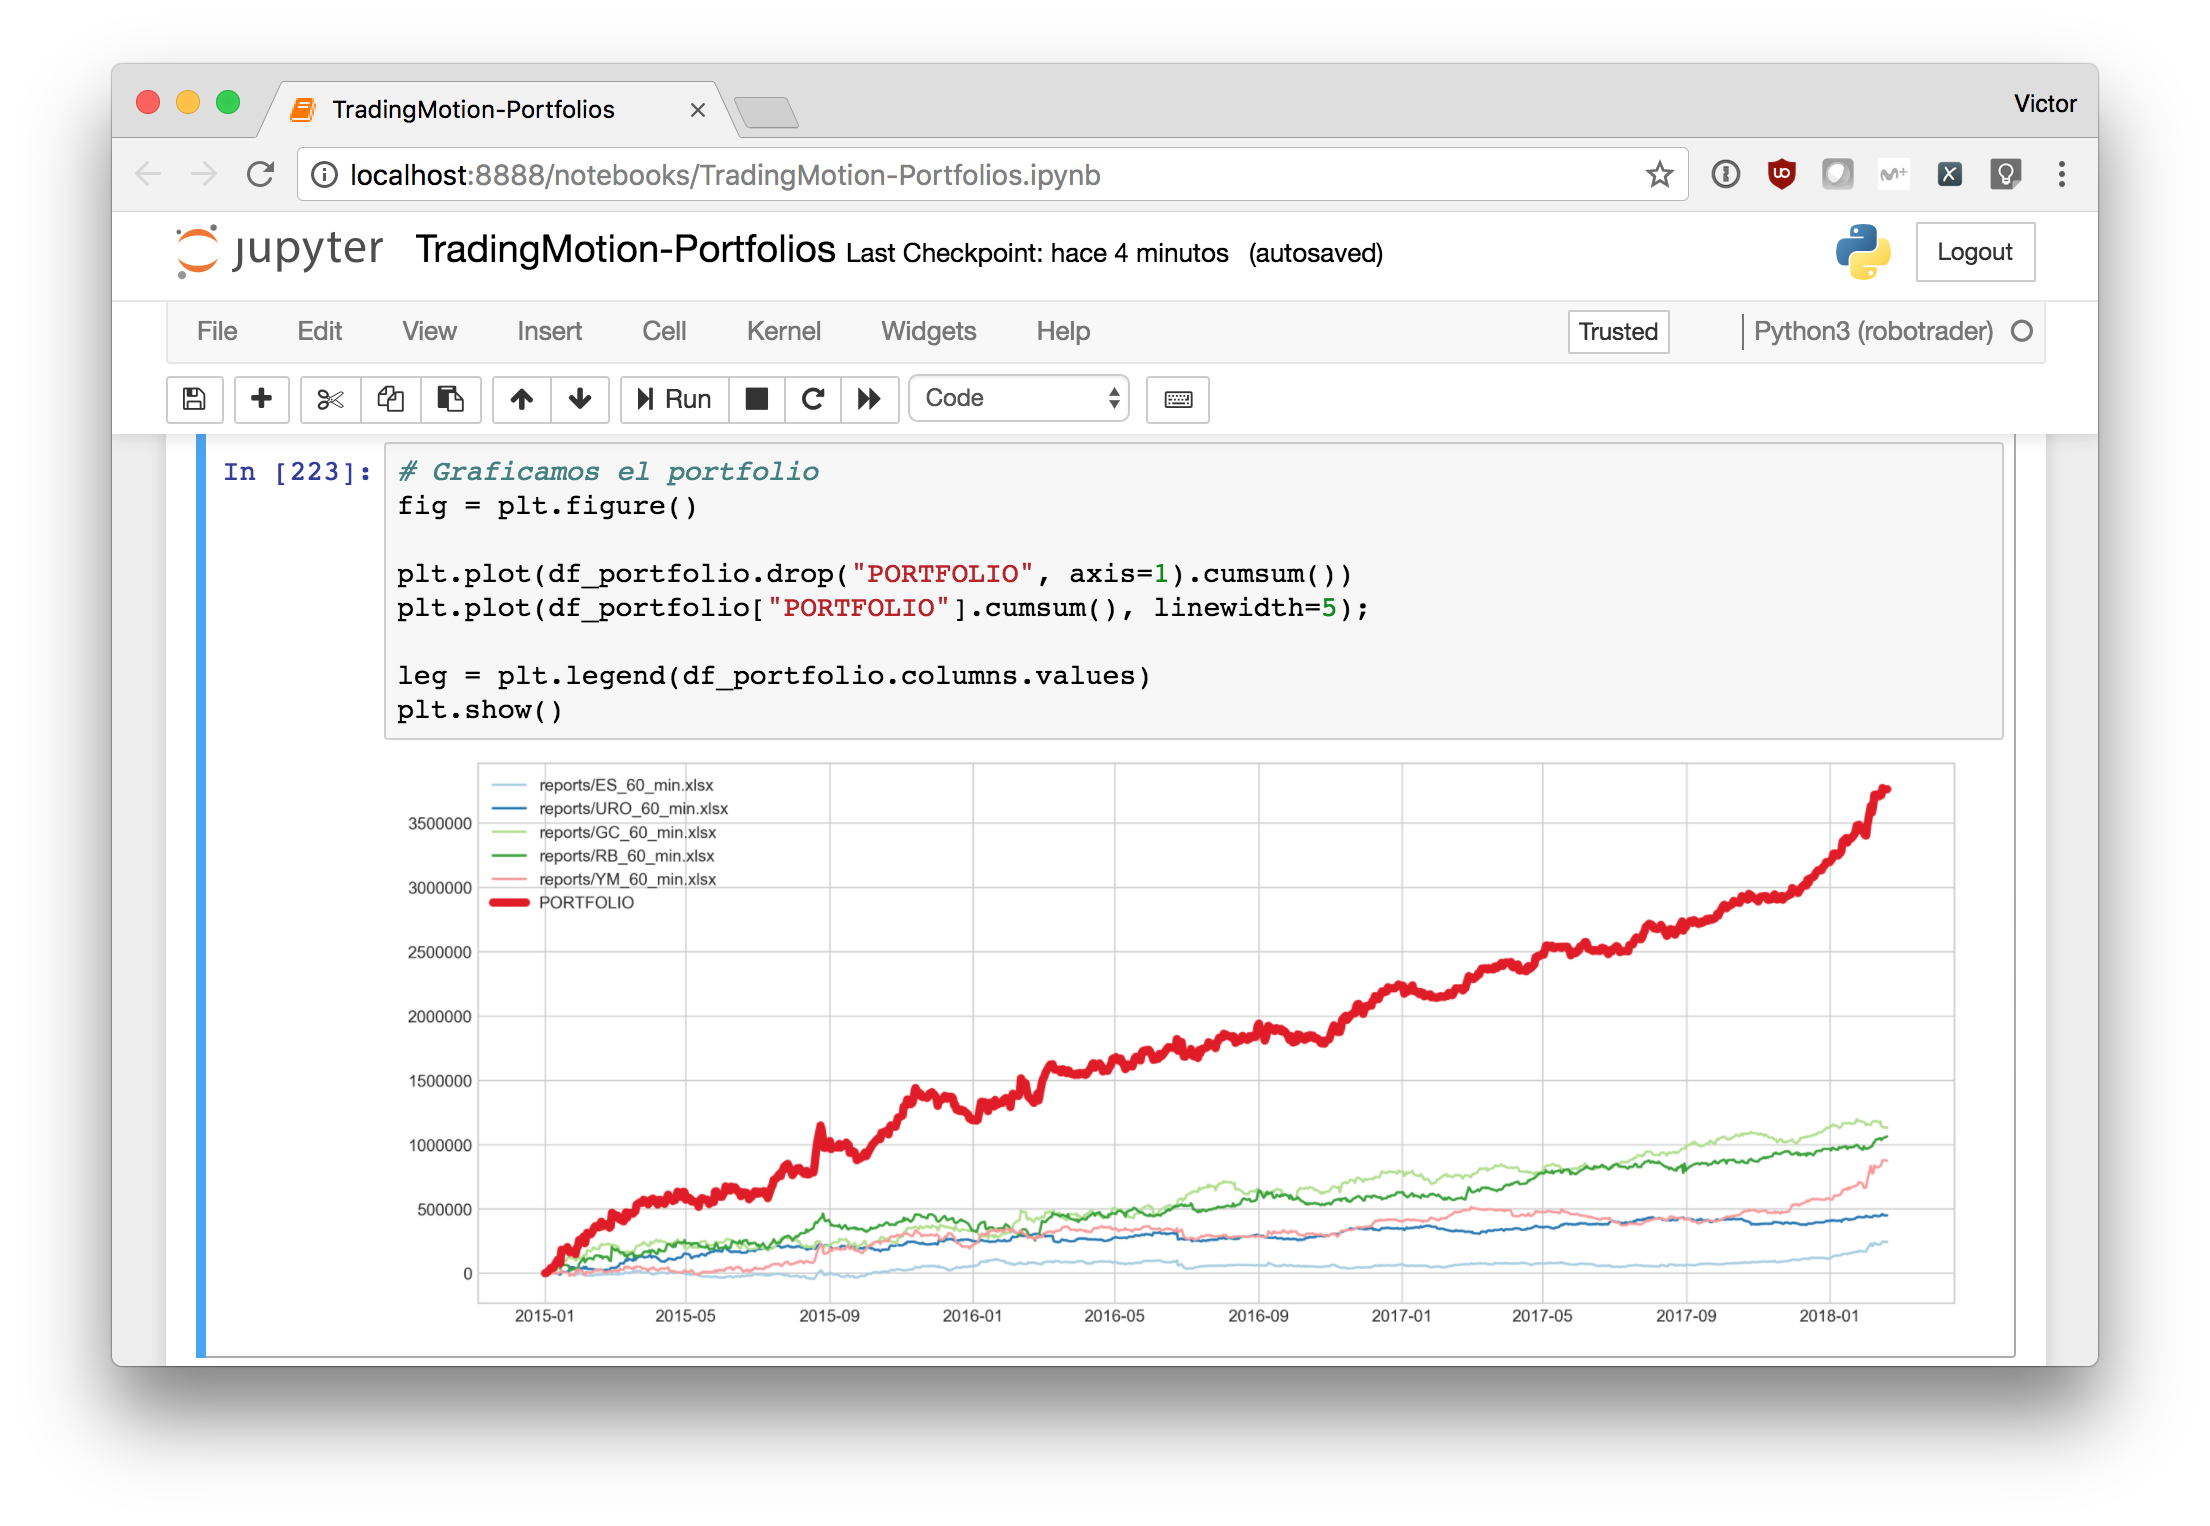 TradingMotion-Portfolios
Victor
localhost:8888/notebooks/TradingMotion-Portfolios.ipynb
jupyter TradingMotion-Portfolios Last Checkpoint: hace 4 minutos (autosaved)
Logout
File Edit View Insert Cell Kernel Widgets Help
Trusted
Python3 (robotrader)
Run
Code
In [223]:
# Graficamos el portfolio
fig = plt.figure()
plt.plot(df_portfolio.drop("PORTFOLIO", axis=1).cumsum())
plt.plot(df_portfolio["PORTFOLIO"].cumsum(), linewidth=5);
leg = plt.legend(df_portfolio.columns.values)
plt.show()
reports/ES_60_min.xlsx
reports/URO_60_min.xlsx
reports/GC_60_min.xlsx
reports/RB_60_min.xlsx
reports/YM_60_min.xlsx
PORTFOLIO
3500000
3000000
2500000
2000000
1500000
1000000
500000
0
2015-01 2015-05 2015-09 2016-01 2016-05 2016-09 2017-01 2017-05 2017-09 2018-01